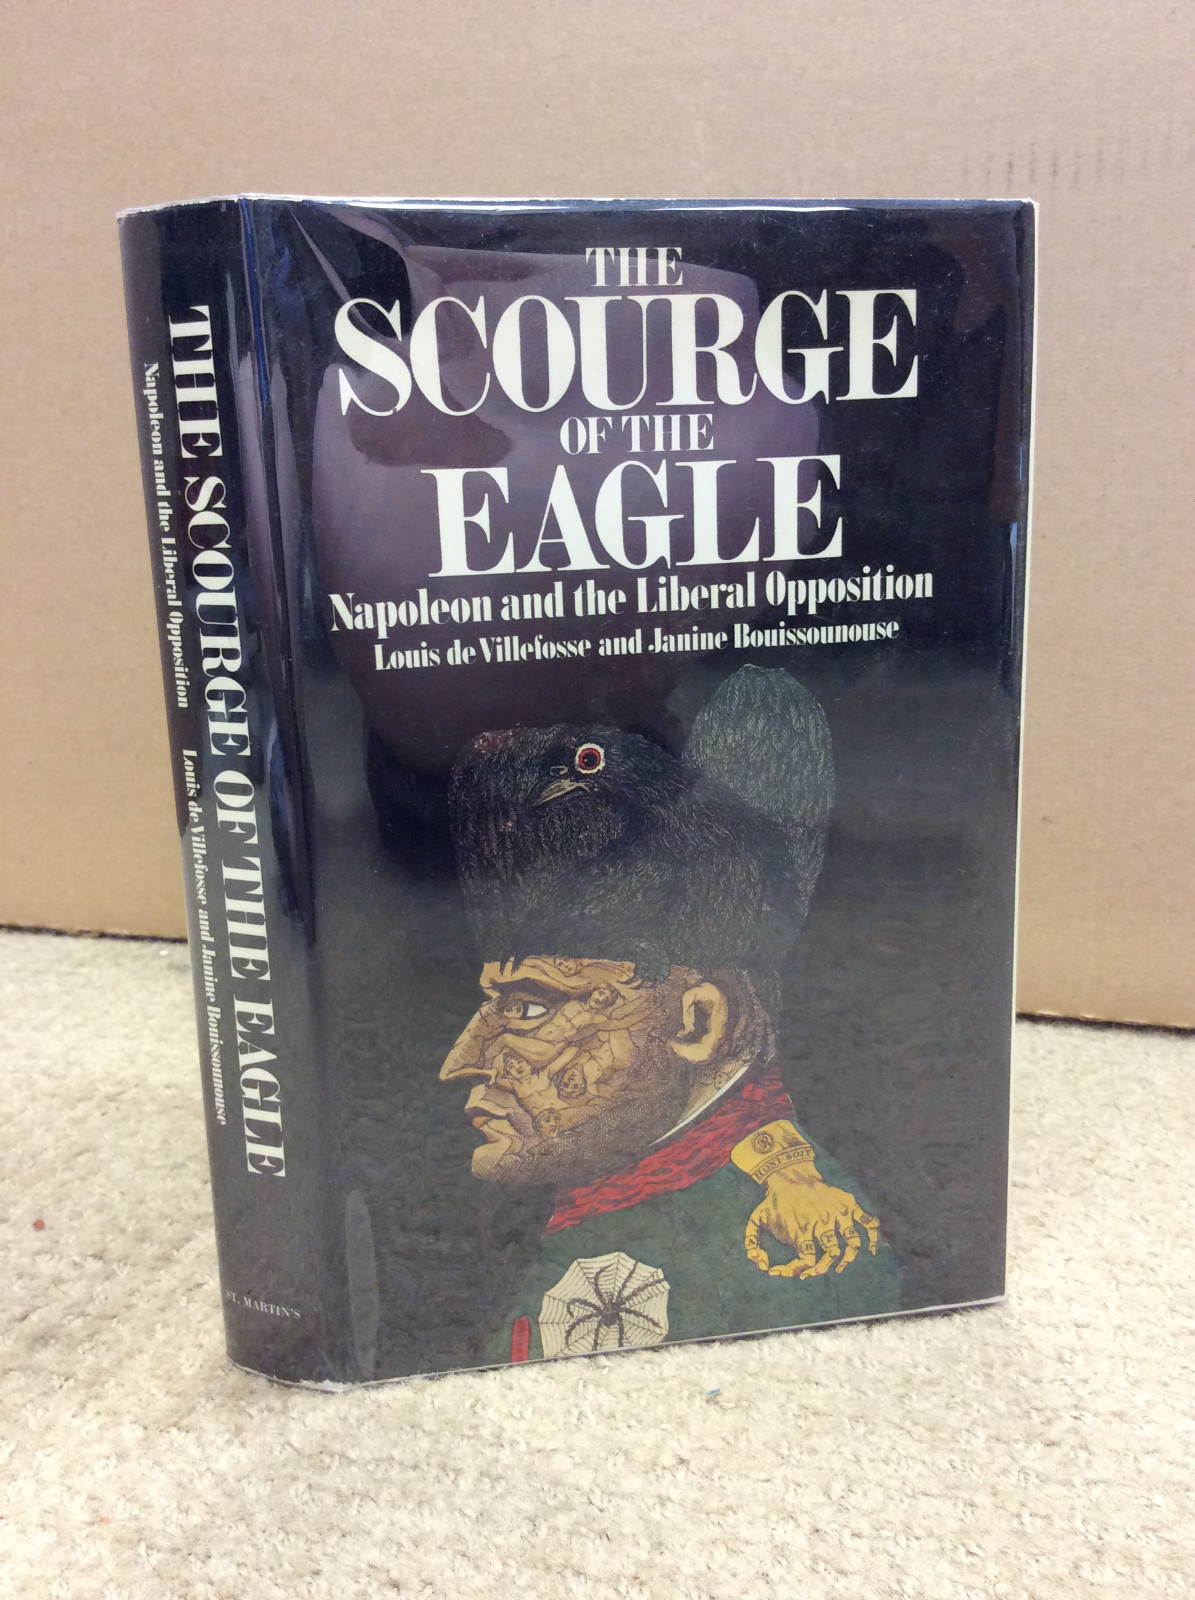 THE
SCOURGE
OF THE
EAGLE
Napoleon and the Liberal Opposition
Louis de Villefosse and Janine Bouissounouse
HONI SOIT
THE SCOURGE OF THE EAGLE
Napoleon and the Liberal Opposition
Louis de Villefosse and Janine Bouissounouse
ST. MARTIN'S